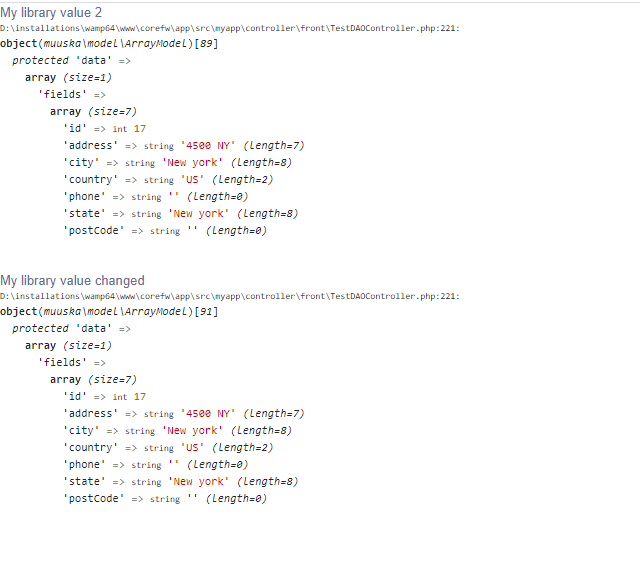 My library value 2
D:\installations\wamp64\www\corefw\app\src\myapp\controller\front\TestDAOController.php:221:
object(muuska\model\ArrayModel)[89]
protected 'data' =>
array (size=1)
'fields' =>
array (size=7)
'id' => int 17
'address' => string '4500 NY' (length=7)
'city' => string 'New york' (length=8)
'country' => string 'US' (length=2)
'phone' => string '' (length=0)
'state' => string 'New york' (length=8)
'postCode' => string '' (length=0)
My library value changed
D:\installations\wamp64\www\corefw\app\src\myapp\controller\front\TestDAOController.php:221:
object(muuska\model\ArrayModel)[91]
protected 'data' =>
array (size=1)
'fields' =>
array (size=7)
'id' => int 17
'address' => string '4500 NY' (length=7)
'city' => string 'New york' (length=8)
'country' => string 'US' (length=2)
'phone' => string '' (length=0)
'state' => string 'New york' (length=8)
'postCode' => string '' (length=0)